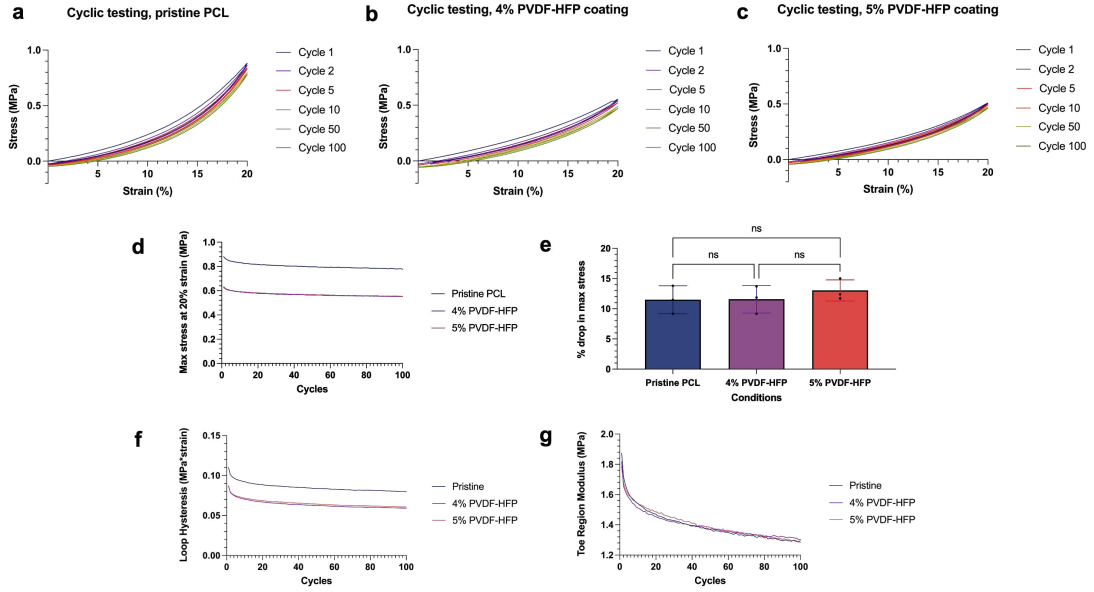 a
Cyclic testing, pristine PCL
Stress (MPa)
1.0
0.5
0.0
5
10
15
20
Strain (%)
Cycle 1
Cycle 2
Cycle 5
Cycle 10
Cycle 50
Cycle 100
b
Cyclic testing, 4% PVDF-HFP coating
Stress (MPa)
1.0
0.5
0.0
5
10
15
20
Strain (%)
Cycle 1
Cycle 2
Cycle 5
Cycle 10
Cycle 50
Cycle 100
c
Cyclic testing, 5% PVDF-HFP coating
Stress (MPa)
1.0
0.5
0.0
5
10
15
20
Strain (%)
Cycle 1
Cycle 2
Cycle 5
Cycle 10
Cycle 50
Cycle 100
d
Max stress at 20% strain (MPa)
1.0
0.8
0.6
0.4
0.2
0.0
0
20
40
60
80
100
Cycles
Pristine PCL
4% PVDF-HFP
5% PVDF-HFP
e
% drop in max stress
20
15
10
5
0
ns
ns
ns
Pristine PCL
4% PVDF-HFP
5% PVDF-HFP
Conditions
f
Loop Hysteresis (MPa*strain)
0.15
0.10
0.05
0.00
0
20
40
60
80
100
Cycles
Pristine
4% PVDF-HFP
5% PVDF-HFP
g
Toe Region Modulus (MPa)
2.0
1.8
1.6
1.4
1.2
0
20
40
60
80
100
Cycles
Pristine
4% PVDF-HFP
5% PVDF-HFP